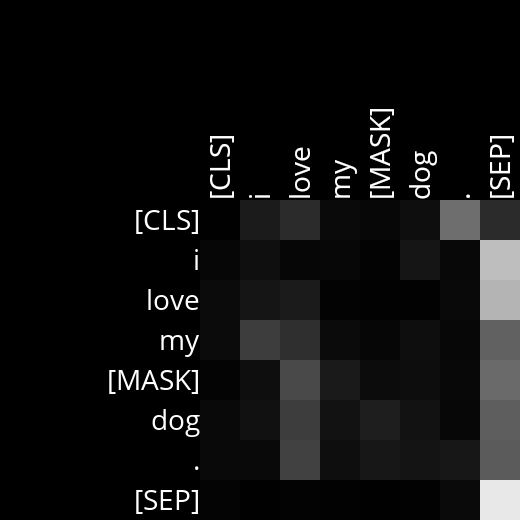 [CLS] i love my [MASK] dog . [SEP]
[CLS]
i
love
my
[MASK]
dog
.
[SEP]